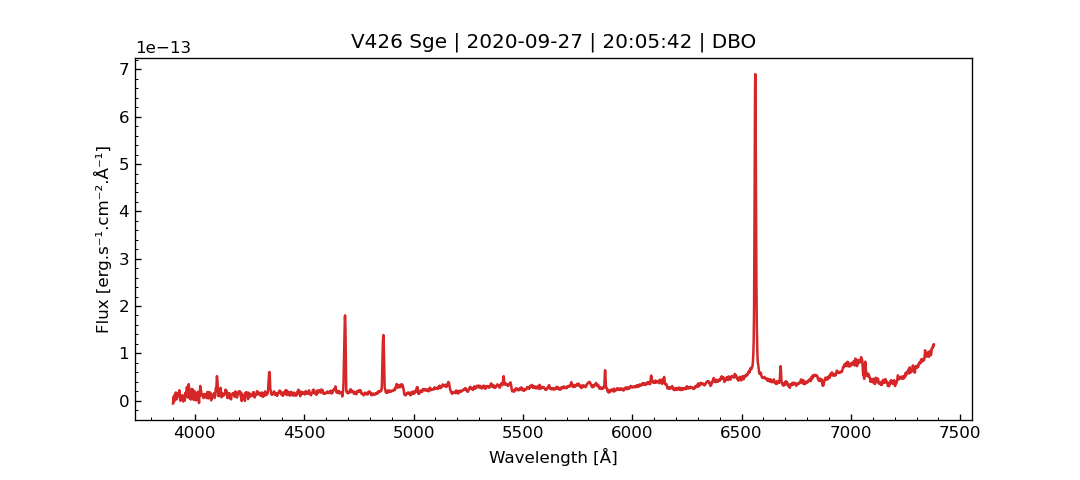 V426 Sge | 2020-09-27 | 20:05:42 | DBO
1e−13
7
6
5
4
3
2
1
0
Flux [erg.s⁻¹.cm⁻².Å⁻¹]
4000 4500 5000 5500 6000 6500 7000 7500
Wavelength [Å]